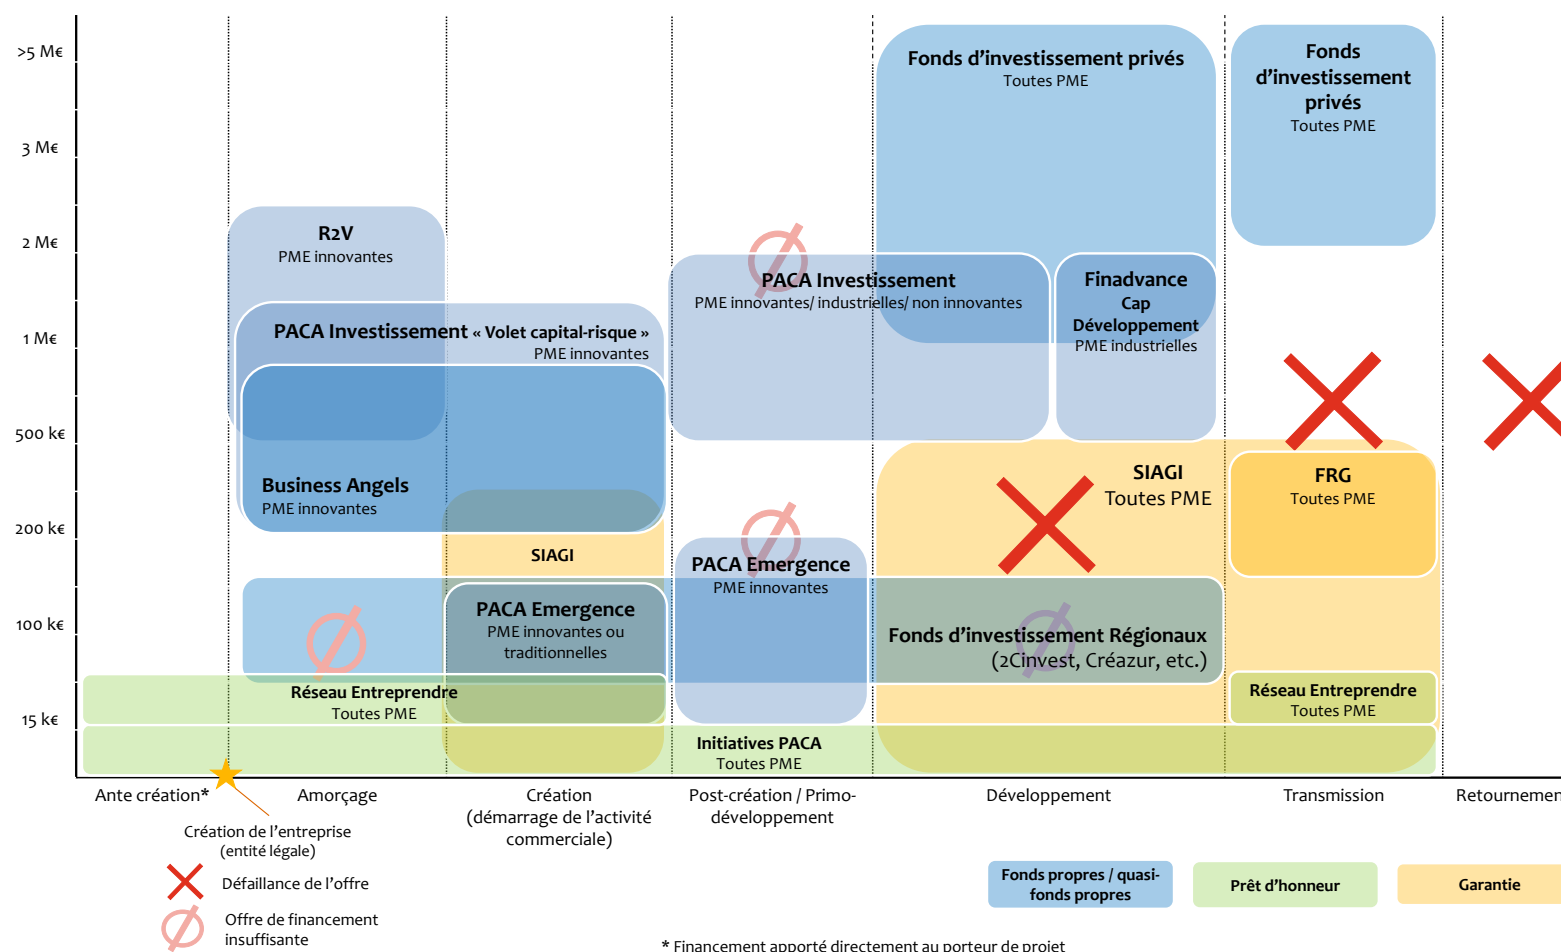 >5 M€
3 M€
2 M€
1 M€
500 k€
200 k€
100 k€
15 k€
Fonds d'investissement privés
Toutes PME
Fonds
d'investissement
privés
Toutes PME
R2V
PME innovantes
PACA Investissement
PME innovantes/ industrielles/ non innovantes
Finadvance
Cap
Développement
PME industrielles
PACA Investissement « Volet capital-risque »
PME innovantes
Business Angels
PME innovantes
SIAGI
Toutes PME
FRG
Toutes PME
SIAGI
PACA Emergence
PME innovantes
PACA Emergence
PME innovantes ou
traditionnelles
Fonds d'investissement Régionaux
(2Cinvest, Créazur, etc.)
Réseau Entreprendre
Toutes PME
Réseau Entreprendre
Toutes PME
Initiatives PACA
Toutes PME
Ante création*
Amorçage
Création
(démarrage de l'activité
commerciale)
Post-création / Primo-
développement
Développement
Transmission
Retournemen
Création de l'entreprise
(entité légale)
Défaillance de l'offre
Offre de financement
insuffisante
Fonds propres / quasi-
fonds propres
Prêt d'honneur
Garantie
* Financement apporté directement au porteur de projet